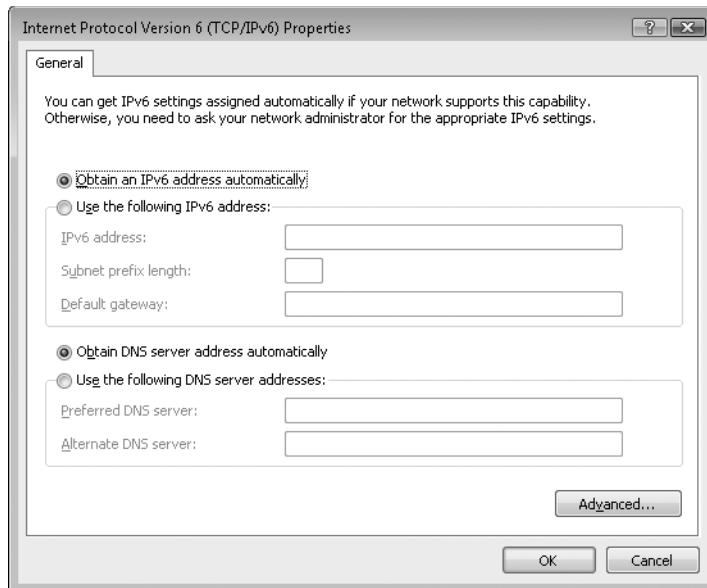 Internet Protocol Version 6 (TCP/IPv6) Properties
General
You can get IPv6 settings assigned automatically if your network supports this capability.
Otherwise, you need to ask your network administrator for the appropriate IPv6 settings.
Obtain an IPv6 address automatically
Use the following IPv6 address:
IPv6 address:
Subnet prefix length:
Default gateway:
Obtain DNS server address automatically
Use the following DNS server addresses:
Preferred DNS server:
Alternate DNS server:
Advanced...
OK Cancel